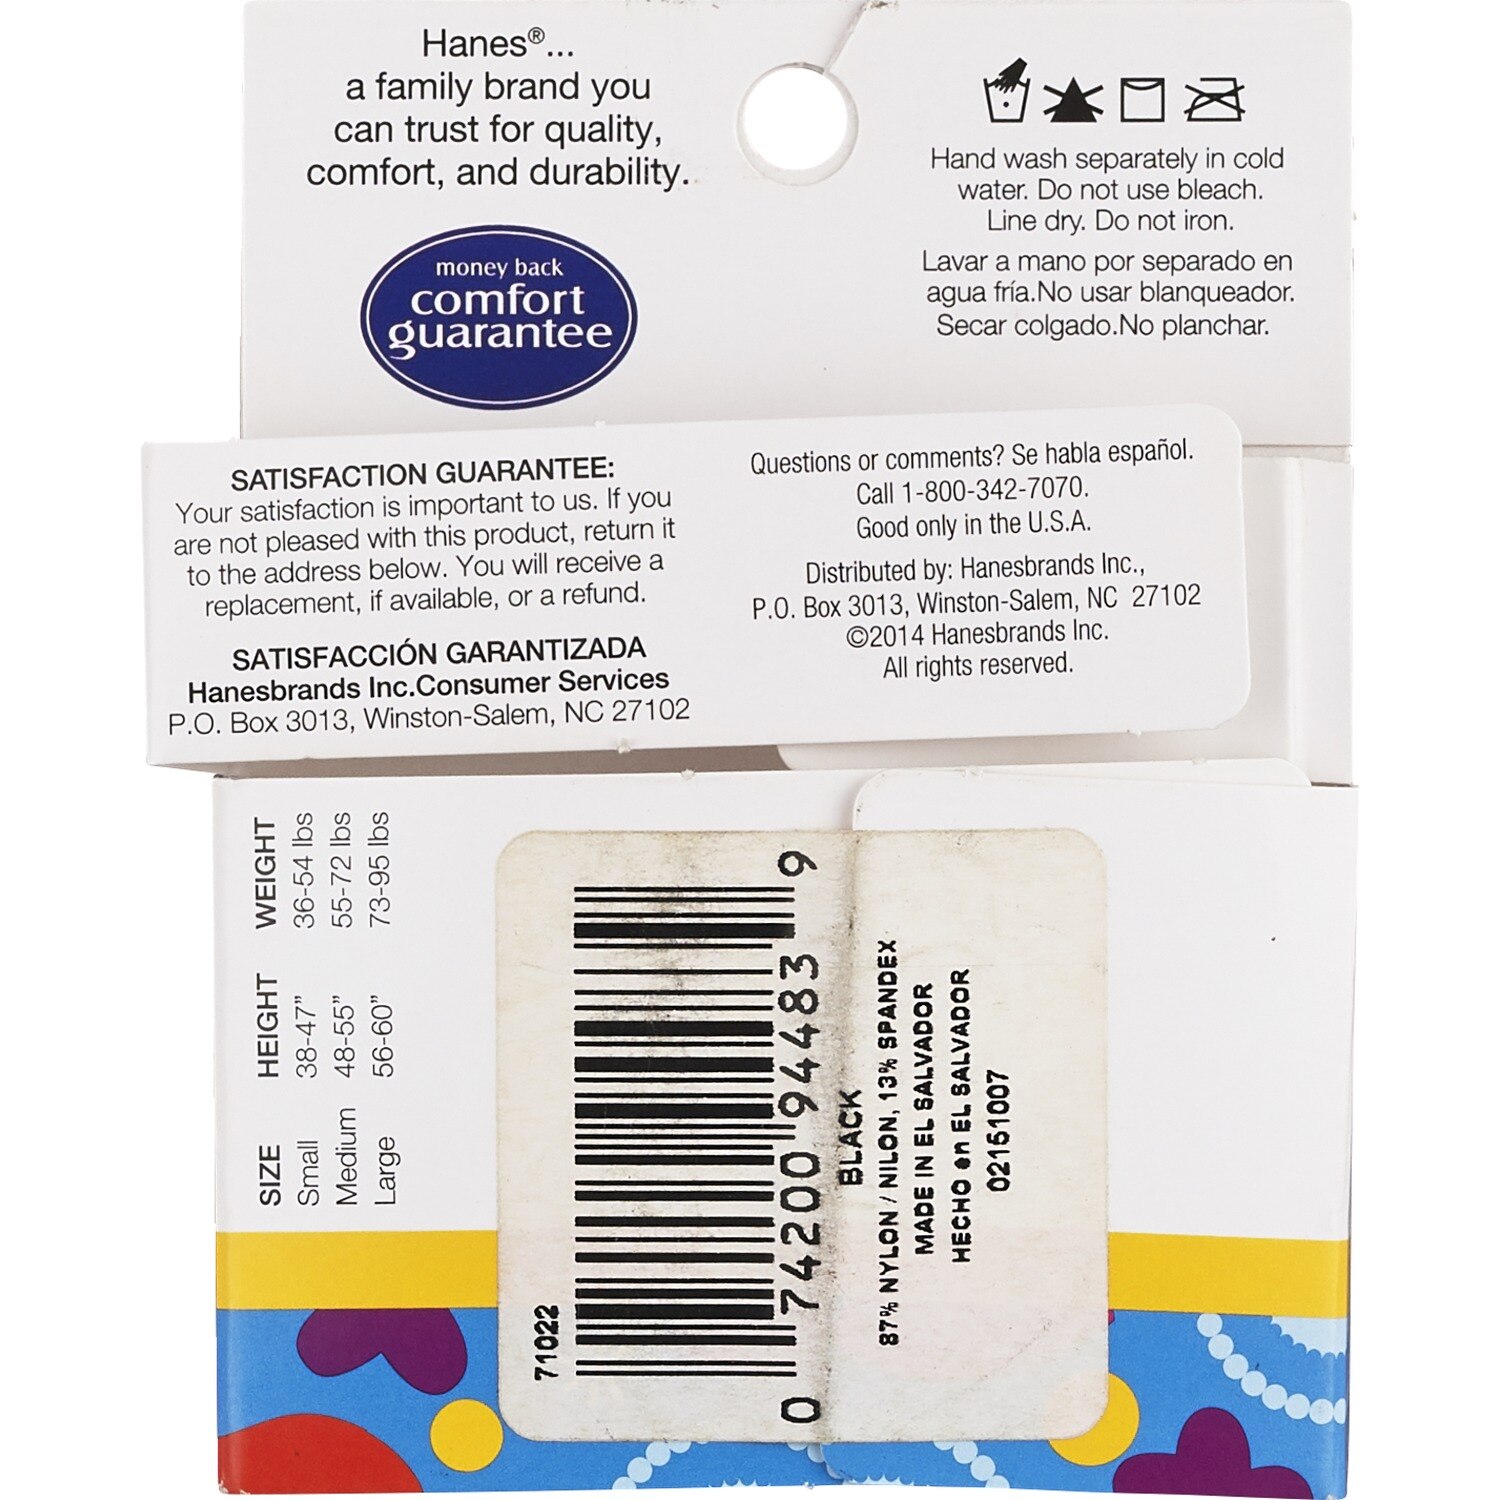 Hanes®...
a family brand you
can trust for quality,
comfort, and durability.
money back
comfort
guarantee
Hand wash separately in cold
water. Do not use bleach.
Line dry. Do not iron.
Lavar a mano por separado en
agua fría.No usar blanqueador.
Secar colgado.No planchar.
SATISFACTION GUARANTEE:
Your satisfaction is important to us. If you
are not pleased with this product, return it
to the address below. You will receive a
replacement, if available, or a refund.
SATISFACCIÓN GARANTIZADA
Hanesbrands Inc.Consumer Services
P.O. Box 3013, Winston-Salem, NC 27102
Questions or comments? Se habla español.
Call 1-800-342-7070.
Good only in the U.S.A.
Distributed by: Hanesbrands Inc.,
P.O. Box 3013, Winston-Salem, NC 27102
©2014 Hanesbrands Inc.
All rights reserved.
SIZE HEIGHT WEIGHT
Small 38-47” 36-54 lbs
Medium 48-55” 55-72 lbs
Large 56-60” 73-95 lbs
71022
0 74200 94483 9
BLACK
87% NYLON / NILON, 13% SPANDEX
MADE IN EL SALVADOR
HECHO en EL SALVADOR
02151007